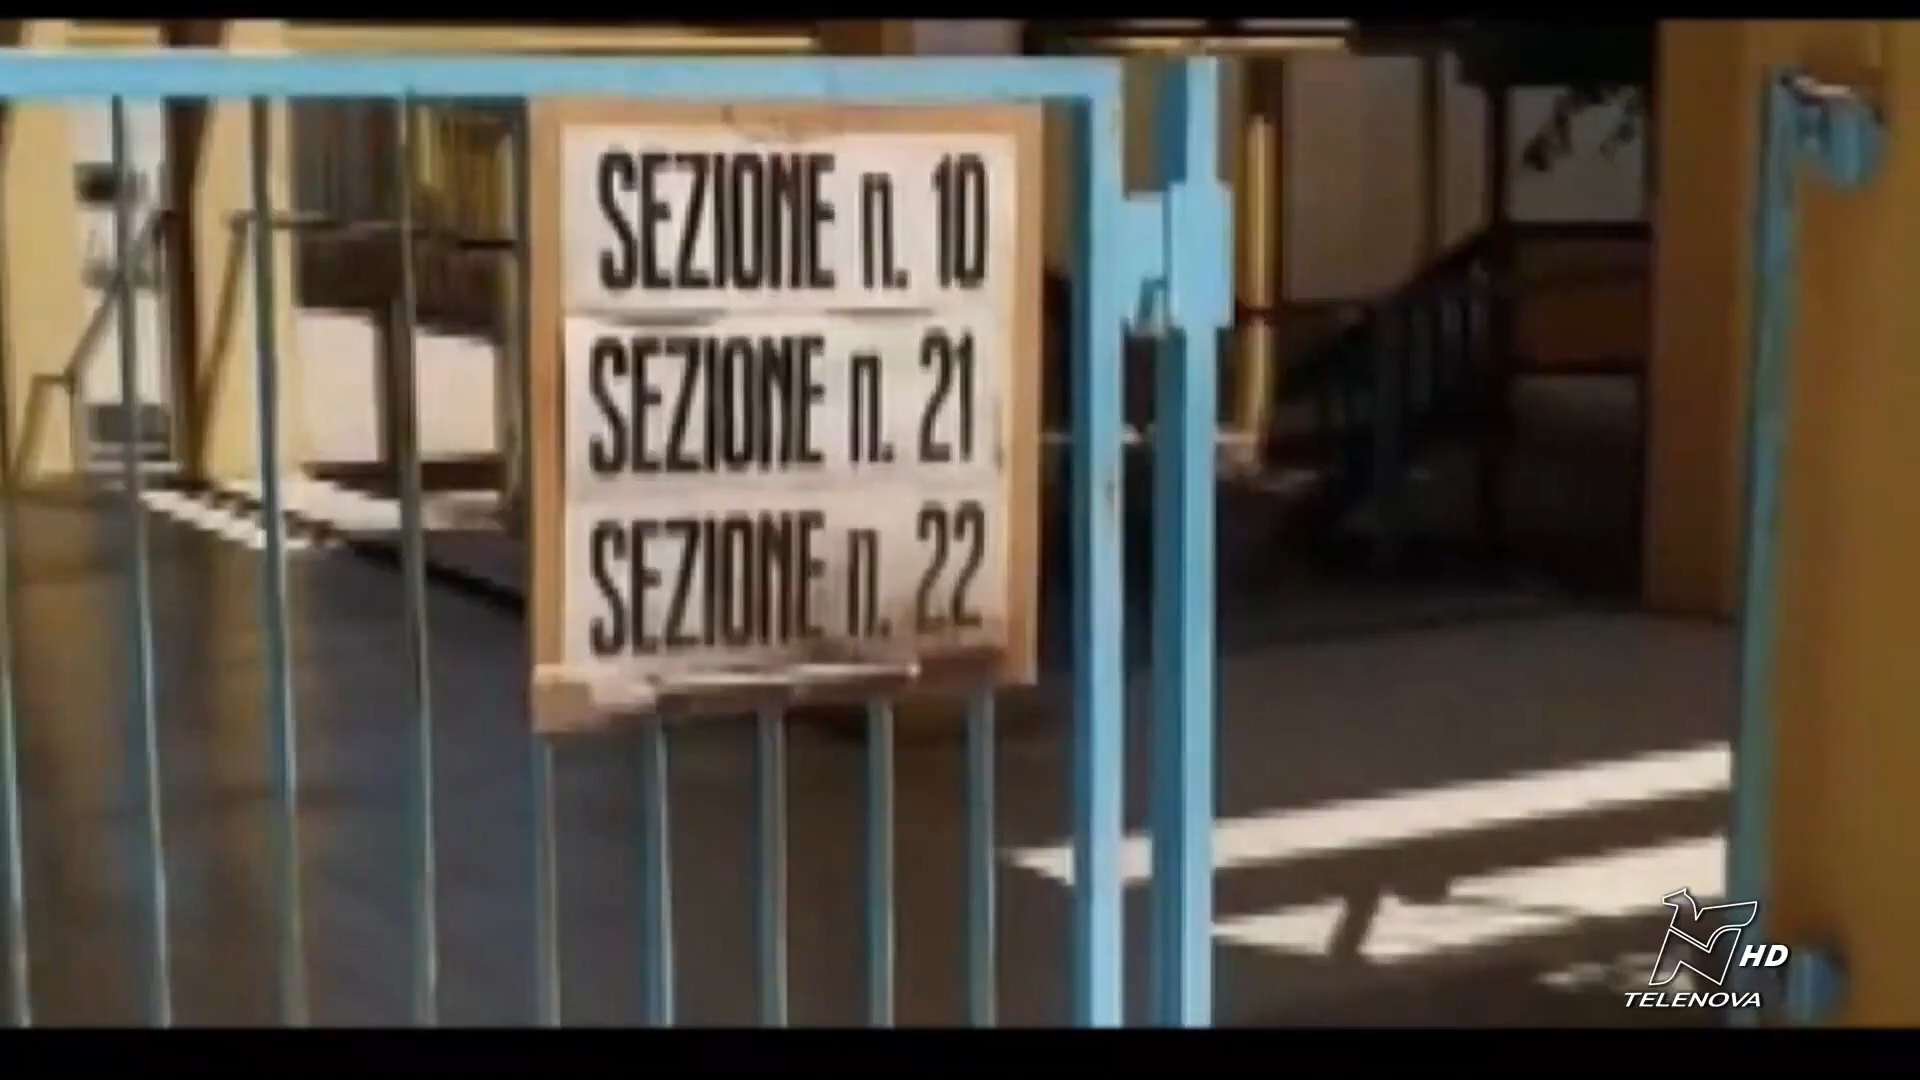 SEZIONE n. 10
SEZIONE n. 21
SEZIONE n. 22
HD
TELENOVA